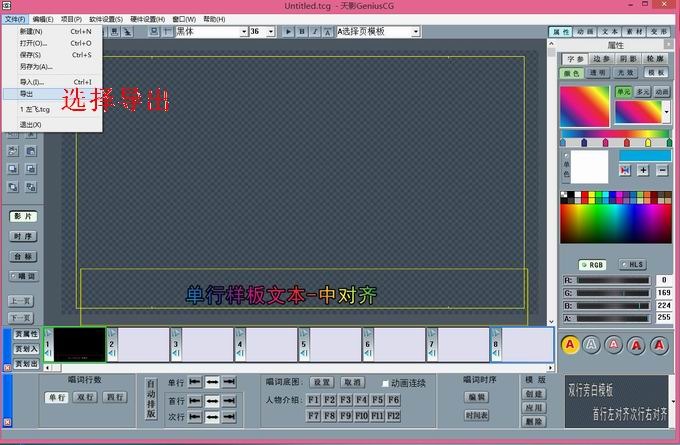 Untitled.tcg - 天影GeniusCG
文件(F) 编辑(E) 项目(P) 软件设置(S) 硬件设置(H) 窗口(W) 帮助(H)
新建(N) Ctrl+N
打开(O)... Ctrl+O
保存(S) Ctrl+S
另存为(A)...
导入(I)... Ctrl+I
导出
1 左飞.tcg
退出(X)
选择导出
黑体 36 B I U A A选择页模板
属性 动画 文本 素材 变形
属性
字参 边参 阴影 轮廓
颜色 透明 光效 模板
单元 多元 动画
单色
RGB HLS
R: 0
G: 169
B: 224
A: 255
A A A A A
影片
时序
台标
唱词
上一页
下一页
单行样板文本-中对齐
页属性
页划入
页划出
1 2 3 4 5 6 7 8
唱词行数
单行 双行 四行
自动排版
单行
首行
次行
唱词底图: 设置 取消 动画连续
人物介绍: F1 F2 F3 F4 F5 F6
F7 F8 F9 F10 F11 F12
唱词时序
编辑
时间表
模版
创建
应用
删除
双行旁白模板
首行左对齐次行右对齐